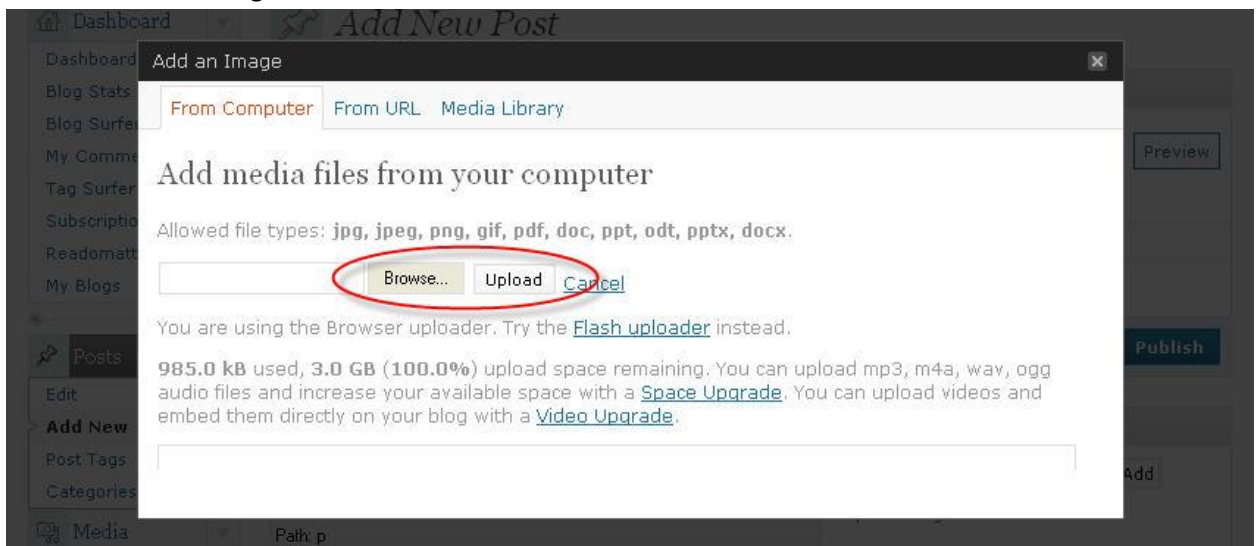 Dashboard
Add New Post
Add an Image
Dashboard
Blog Stats
From Computer From URL Media Library
Blog Surfer
My Comme
Preview
Add media files from your computer
Tag Surfer
Subscriptio
Allowed file types: jpg, jpeg, png, gif, pdf, doc, ppt, odt, pptx, docx.
Readomatt
My Blogs
Browse... Upload Cancel
You are using the Browser uploader. Try the Flash uploader instead.
Posts
Publish
985.0 kB used, 3.0 GB (100.0%) upload space remaining. You can upload mp3, m4a, wav, ogg
Edit
audio files and increase your available space with a Space Upgrade. You can upload videos and
embed them directly on your blog with a Video Upgrade.
Add New
Post Tags
Add
Categories
Media
Path: p